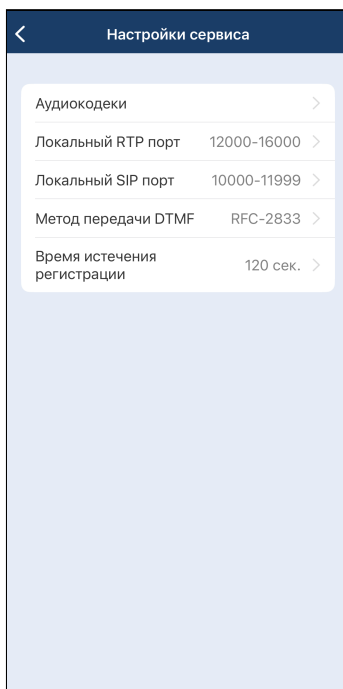 Настройки сервиса
Аудиокодеки
Локальный RTP порт 12000-16000
Локальный SIP порт 10000-11999
Метод передачи DTMF RFC-2833
Время истечения
регистрации 120 сек.